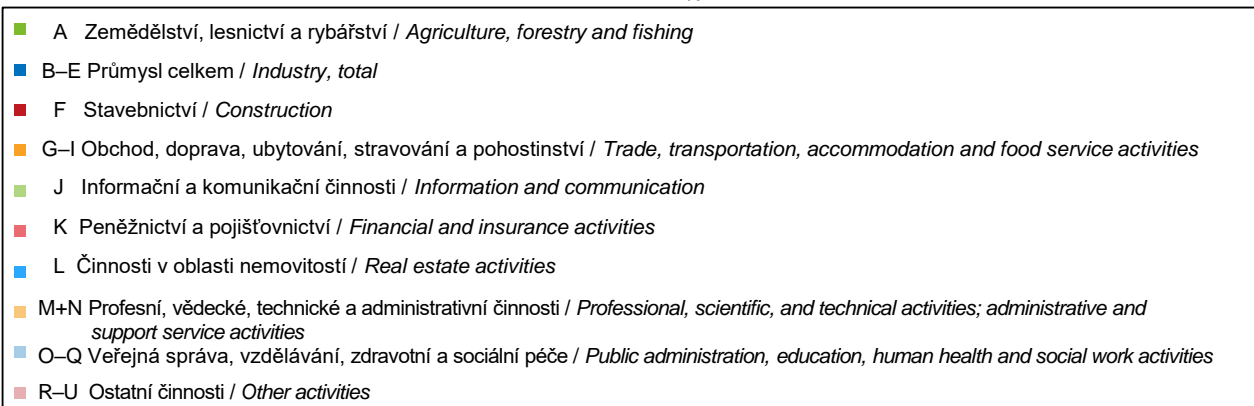 A Zemědělství, lesnictví a rybářství / Agriculture, forestry and fishing
B–E Průmysl celkem / Industry, total
F Stavebnictví / Construction
G–I Obchod, doprava, ubytování, stravování a pohostinství / Trade, transportation, accommodation and food service activities
J Informační a komunikační činnosti / Information and communication
K Peněžnictví a pojišťovnictví / Financial and insurance activities
L Činnosti v oblasti nemovitostí / Real estate activities
M+N Profesní, vědecké, technické a administrativní činnosti / Professional, scientific, and technical activities; administrative and
support service activities
O–Q Veřejná správa, vzdělávání, zdravotní a sociální péče / Public administration, education, human health and social work activities
R–U Ostatní činnosti / Other activities